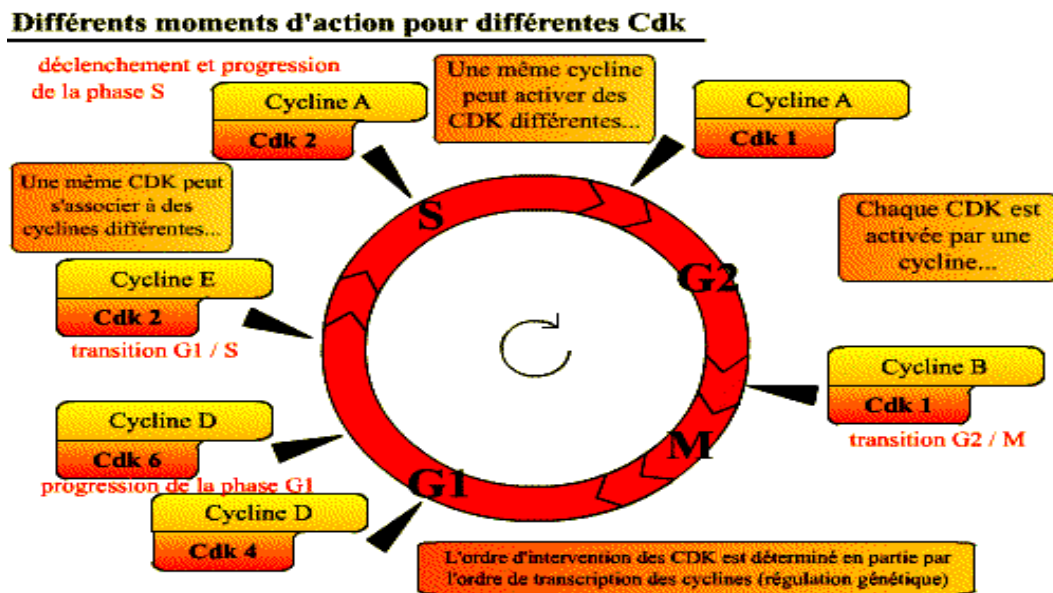 Différents moments d'action pour différentes Cdk
déclenchement et progression
de la phase S
Cycline A
Cdk 2
Une même cycline
peut activer des
CDK différentes...
Cycline A
Cdk 1
Une même CDK peut
s'associer à des
cyclines différentes...
Chaque CDK est
activée par une
cycline...
S
G2
Cycline E
Cdk 2
transition G1 / S
Cycline B
Cdk 1
transition G2 / M
Cycline D
Cdk 6
progression de la phase G1
M
G1
Cycline D
Cdk 4
L'ordre d'intervention des CDK est déterminé en partie par
l'ordre de transcription des cyclines (régulation génétique)